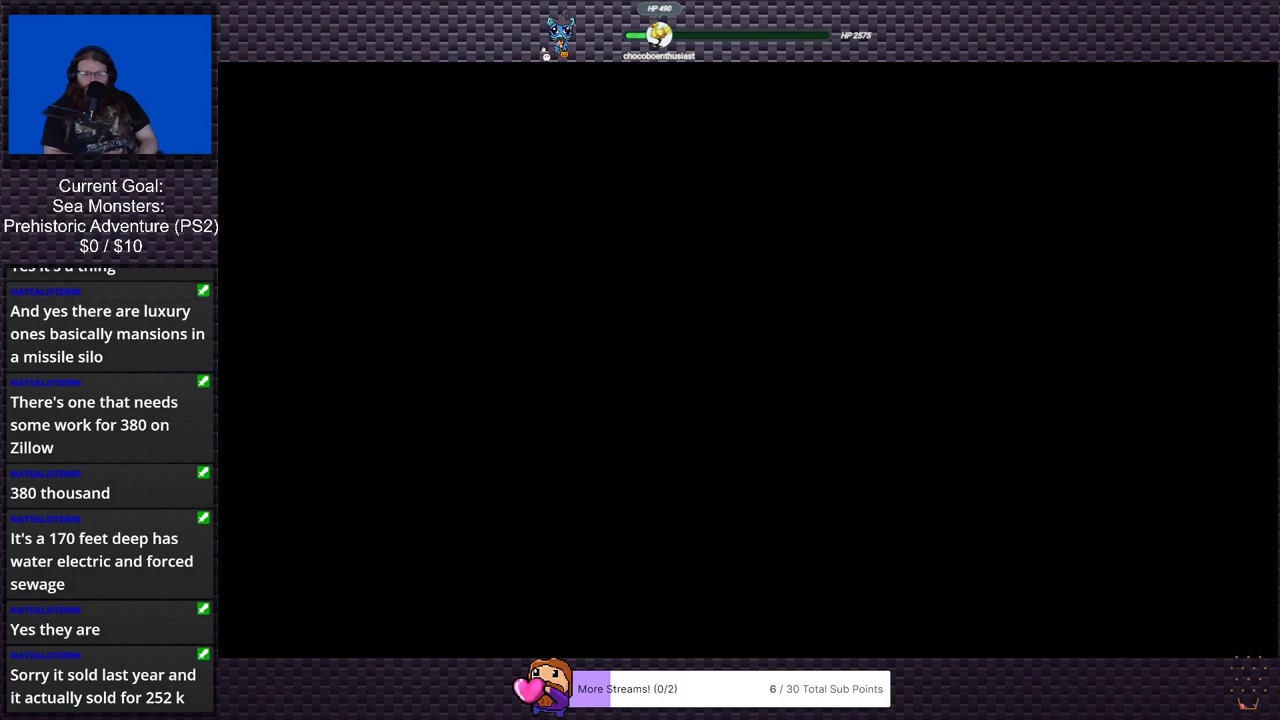 HP 490
HP 2575
chocoboenthusiast
Current Goal:
Sea Monsters:
Prehistoric Adventure (PS2)
$0 / $10
Yes it's a thing
And yes there are luxury
ones basically mansions in
a missile silo
There's one that needs
some work for 380 on
Zillow
380 thousand
It's a 170 feet deep has
water electric and forced
sewage
Yes they are
Sorry it sold last year and
it actually sold for 252 k
More Streams! (0/2)
6 / 30 Total Sub Points